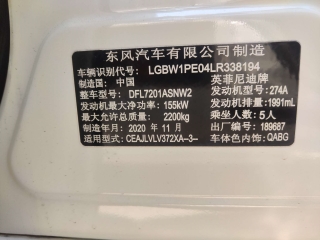 东风汽车有限公司制造
车辆识别代号: LGBW1PE04LR338194
制造国: 中国 英菲尼迪牌
整车型号: DFL7201ASNW2 发动机型号: 274A
发动机最大净功率: 155kW 发动机排量: 1991mL
最大允许总质量: 2200kg 乘坐人数: 5人
制造年月: 2020 年 11 月 出厂编号: 189687
适用型式: CEAJLVLV372XA-3- 车体色内饰: QABG